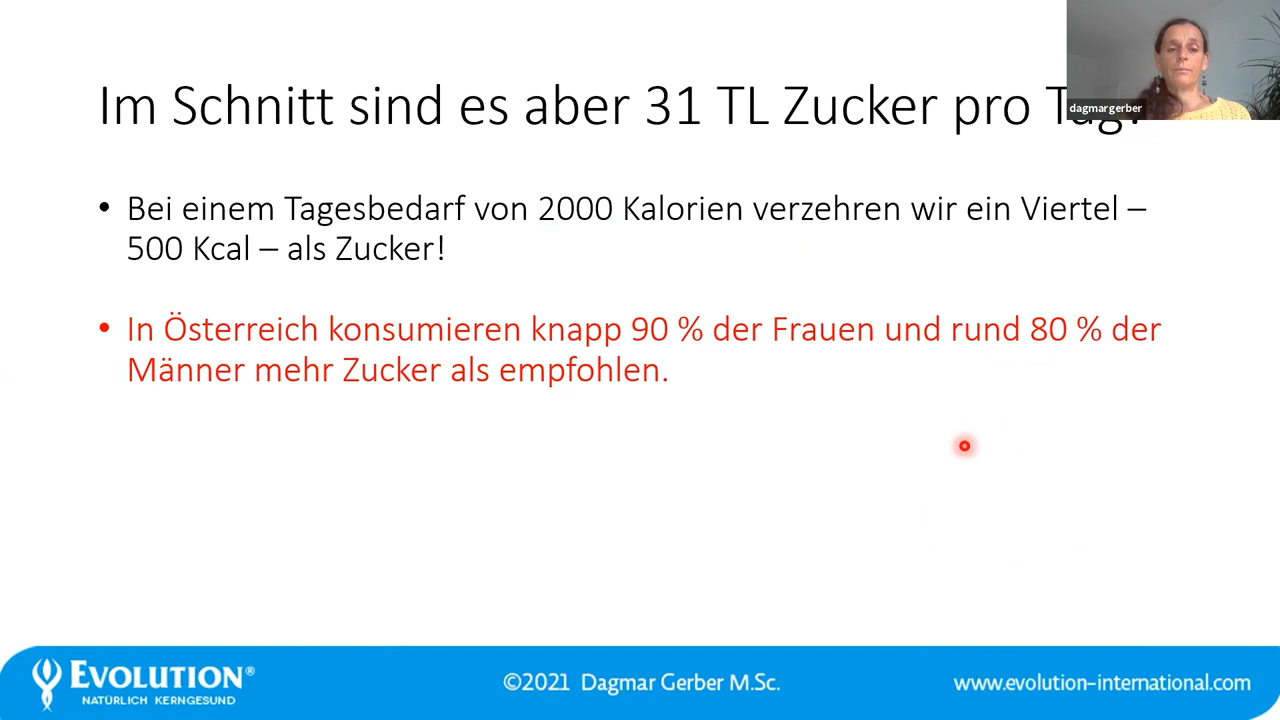 Im Schnitt sind es aber 31 TL Zucker pro Tag!
dagmargerber
• Bei einem Tagesbedarf von 2000 Kalorien verzehren wir ein Viertel –
500 Kcal – als Zucker!
• In Österreich konsumieren knapp 90 % der Frauen und rund 80 % der
Männer mehr Zucker als empfohlen.
EVOLUTION®
NATÜRLICH KERNGESUND
©2021 Dagmar Gerber M.Sc.
www.evolution-international.com